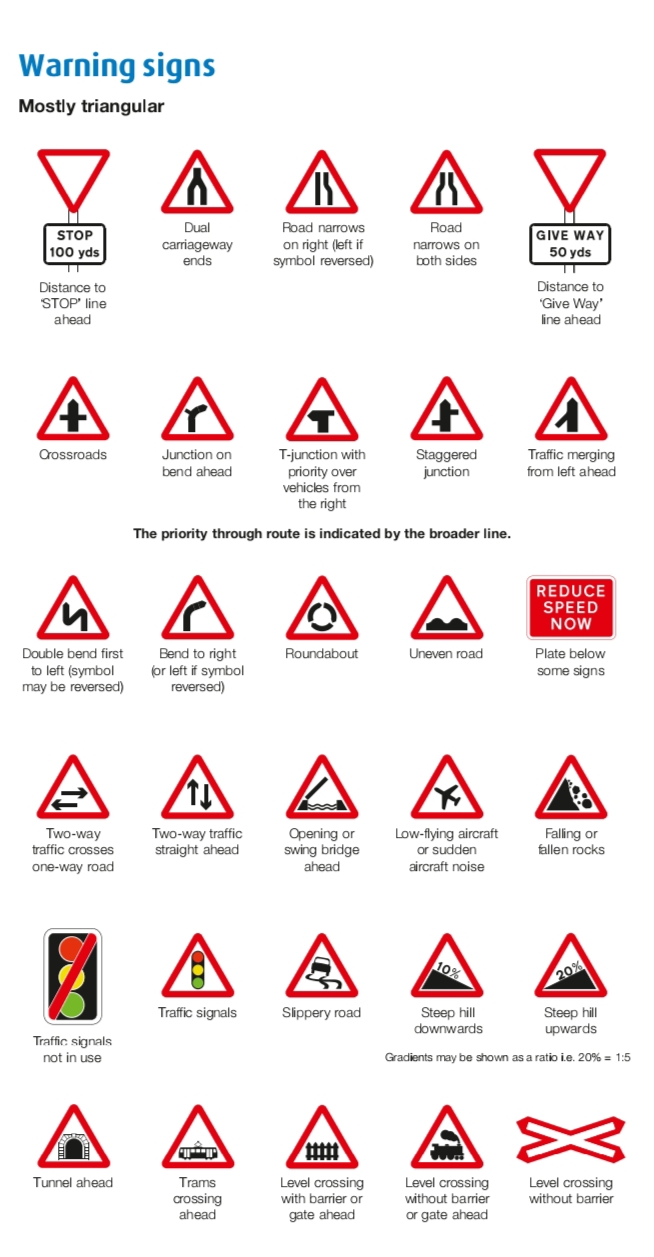 Warning signs
Mostly triangular
STOP
100 yds
Distance to
'STOP' line
ahead
Dual
carriageway
ends
Road narrows
on right (left if
symbol reversed)
Road
narrows on
both sides
GIVE WAY
50 yds
Distance to
'Give Way'
line ahead
Crossroads
Junction on
bend ahead
T-junction with
priority over
vehicles from
the right
Staggered
junction
Traffic merging
from left ahead
The priority through route is indicated by the broader line.
Double bend first
to left (symbol
may be reversed)
Bend to right
(or left if symbol
reversed)
Roundabout
Uneven road
REDUCE
SPEED
NOW
Plate below
some signs
Two-way
traffic crosses
one-way road
Two-way traffic
straight ahead
Opening or
swing bridge
ahead
Low-flying aircraft
or sudden
aircraft noise
Falling or
fallen rocks
Traffic signals
not in use
Traffic signals
Slippery road
10%
Steep hill
downwards
20%
Steep hill
upwards
Gradients may be shown as a ratio i.e. 20% = 1:5
Tunnel ahead
Trams
crossing
ahead
Level crossing
with barrier or
gate ahead
Level crossing
without barrier
or gate ahead
Level crossing
without barrier